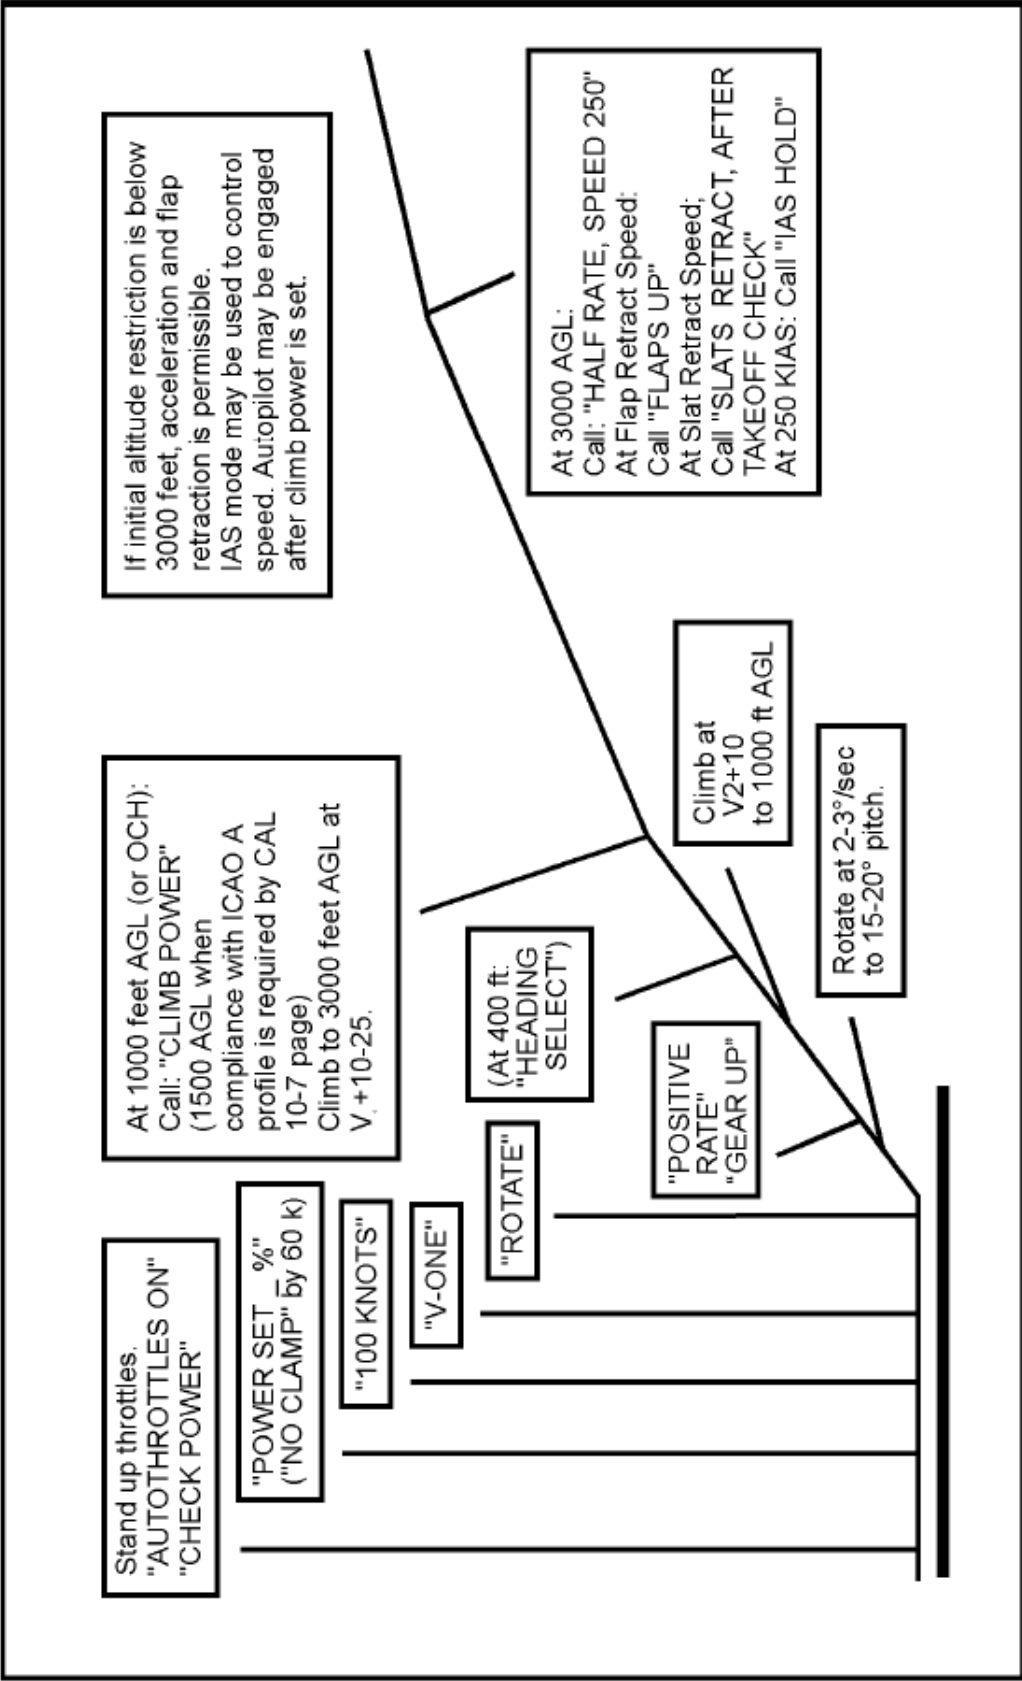 Stand up throttles.
"AUTOTHROTTLES ON"
"CHECK POWER"
"POWER SET _ %"
("NO CLAMP" by 60 k)
"100 KNOTS"
"V-ONE"
"ROTATE"
"POSITIVE
RATE"
"GEAR UP"
Rotate at 2-3°/sec
to 15-20° pitch.
(At 400 ft:
"HEADING
SELECT")
Climb at
V2+10
to 1000 ft AGL
At 1000 feet AGL (or OCH):
Call: "CLIMB POWER"
(1500 AGL when
compliance with ICAO A
profile is required by CAL
10-7 page)
Climb to 3000 feet AGL at
V +10-25.
If initial altitude restriction is below
3000 feet, acceleration and flap
retraction is permissible.
IAS mode may be used to control
speed. Autopilot may be engaged
after climb power is set.
At 3000 AGL:
Call: "HALF RATE, SPEED 250"
At Flap Retract Speed:
Call "FLAPS UP"
At Slat Retract Speed;
Call "SLATS RETRACT, AFTER
TAKEOFF CHECK"
At 250 KIAS: Call "IAS HOLD"